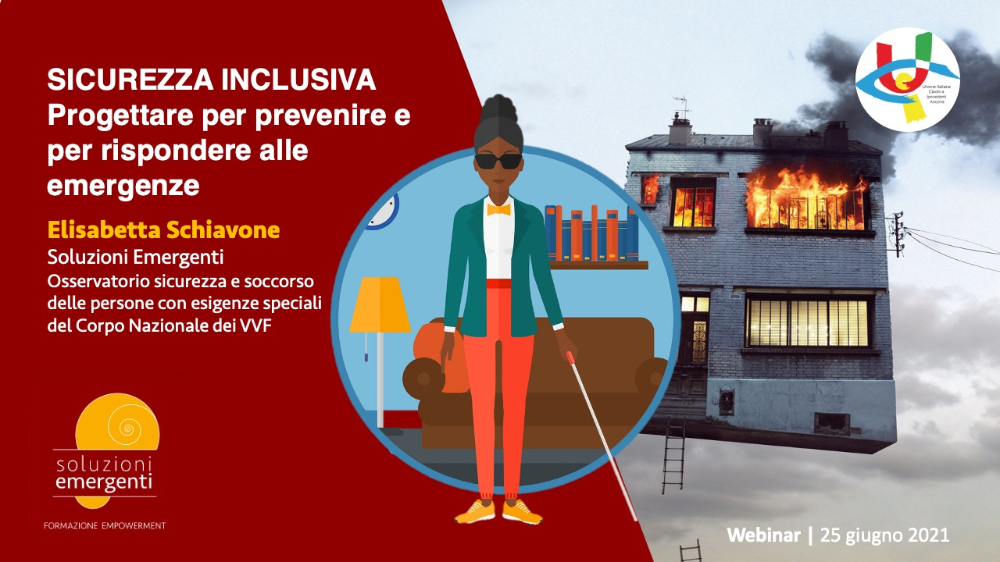 SICUREZZA INCLUSIVA
Progettare per prevenire e
per rispondere alle
emergenze
Elisabetta Schiavone
Soluzioni Emergenti
Osservatorio sicurezza e soccorso
delle persone con esigenze speciali
del Corpo Nazionale dei VVF
soluzioni
emergenti
FORMAZIONE EMPOWERMENT
Unione Italiana
Ciechi e
Ipovedenti
Ancona
Webinar | 25 giugno 2021